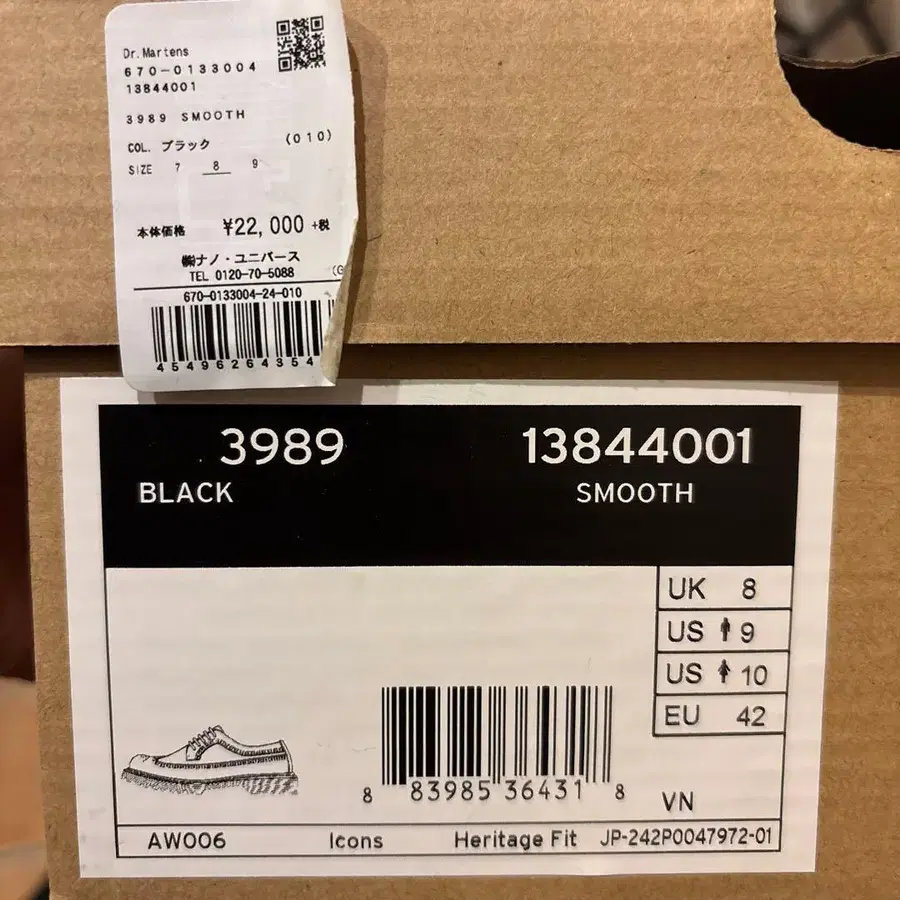 Dr.Martens
670-0133004
13844001
3989 SMOOTH
COL. ブラック (010)
SIZE 7 8 9
本体価格 ¥22,000 +税
㈱ナノ・ユニバース
TEL 0120-70-5088
670-0133004-24-010
45496264354
3989 13844001
BLACK SMOOTH
UK 8
US 9
US 10
EU 42
8 83985 36431 8
VN
AW006 Icons Heritage Fit JP-242P0047972-01